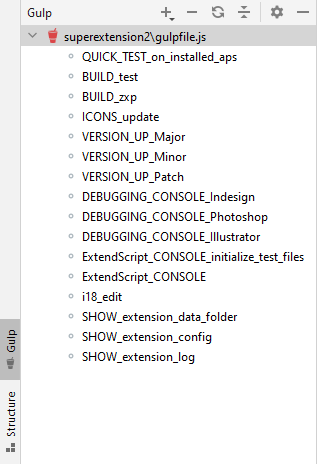 Gulp
superextension2\gulpfile.js
QUICK_TEST_on_installed_aps
BUILD_test
BUILD_zxp
ICONS_update
VERSION_UP_Major
VERSION_UP_Minor
VERSION_UP_Patch
DEBUGGING_CONSOLE_Indesign
DEBUGGING_CONSOLE_Photoshop
DEBUGGING_CONSOLE_Illustrator
ExtendScript_CONSOLE_initialize_test_files
ExtendScript_CONSOLE
i18_edit
SHOW_extension_data_folder
SHOW_extension_config
SHOW_extension_log
Gulp
Structure